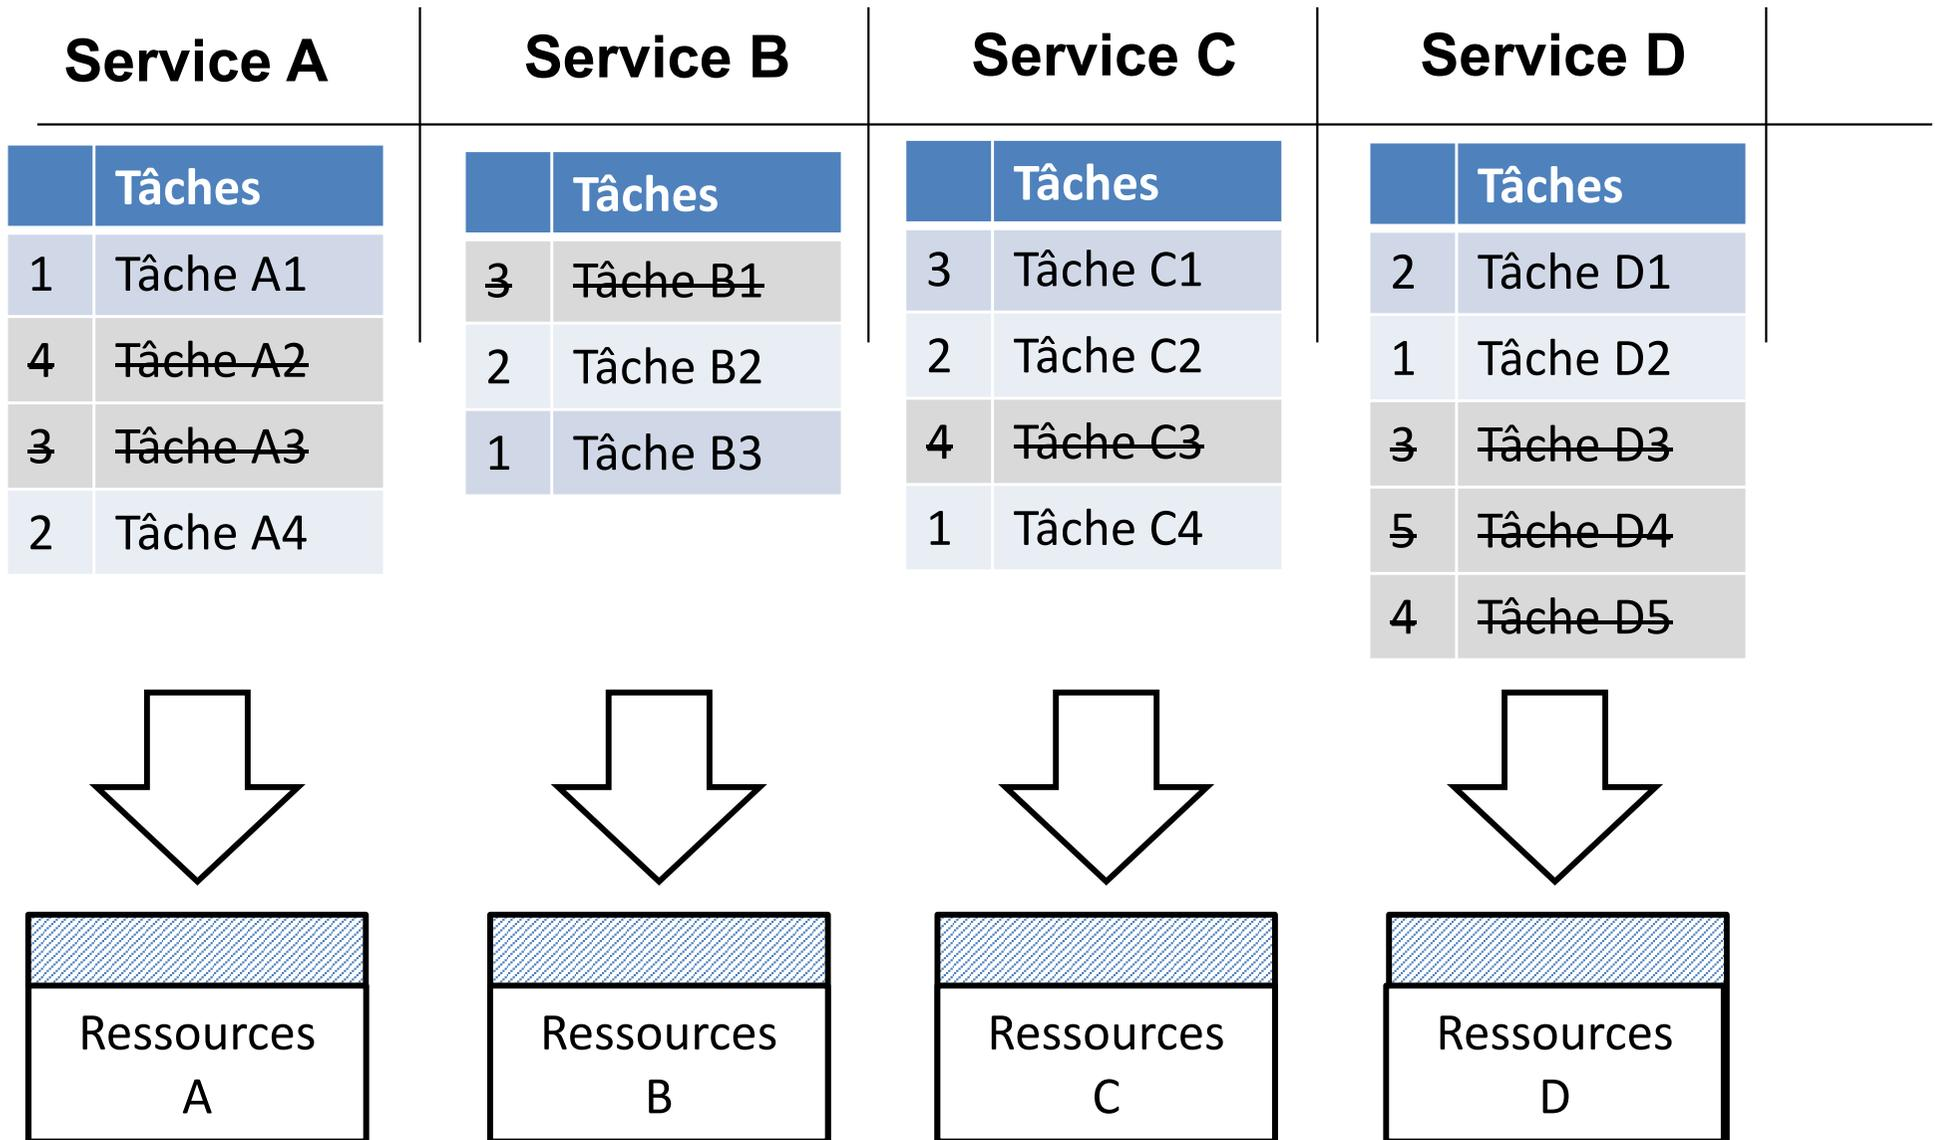 Service A
Service B
Service C
Service D
Tâches
1 Tâche A1
4 Tâche A2
3 Tâche A3
2 Tâche A4
Tâches
3 Tâche B1
2 Tâche B2
1 Tâche B3
Tâches
3 Tâche C1
2 Tâche C2
4 Tâche C3
1 Tâche C4
Tâches
2 Tâche D1
1 Tâche D2
3 Tâche D3
5 Tâche D4
4 Tâche D5
Ressources
A
Ressources
B
Ressources
C
Ressources
D